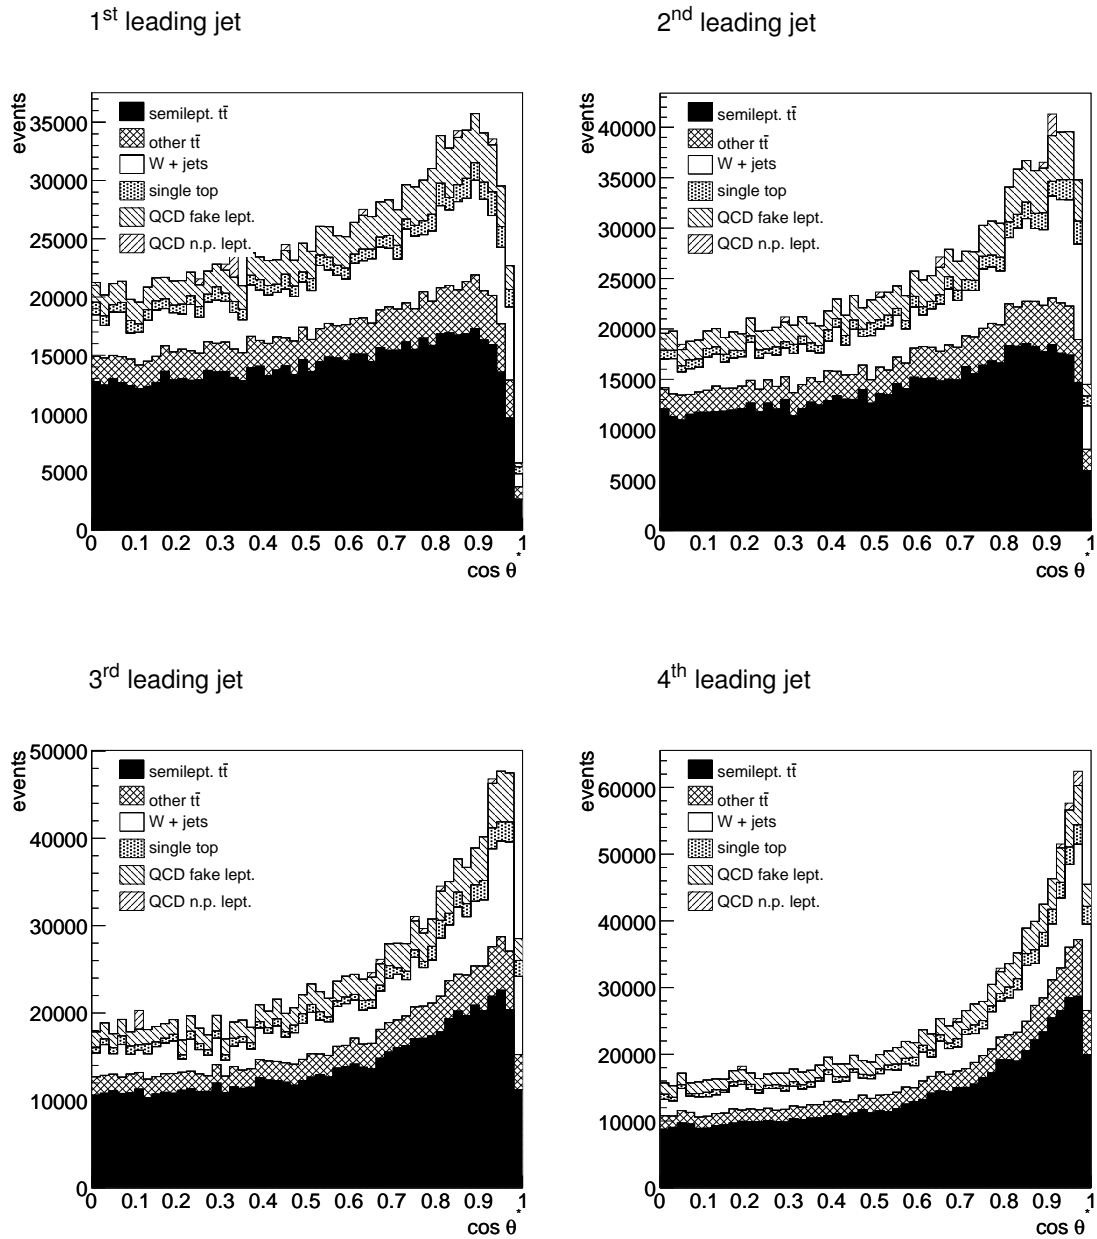 1st leading jet
events
35000
30000
25000
20000
15000
10000
5000
0
semilept. tt̄
other tt̄
W + jets
single top
QCD fake lept.
QCD n.p. lept.
0 0.1 0.2 0.3 0.4 0.5 0.6 0.7 0.8 0.9 1
cos θ*
2nd leading jet
events
40000
35000
30000
25000
20000
15000
10000
5000
0
semilept. tt̄
other tt̄
W + jets
single top
QCD fake lept.
QCD n.p. lept.
0 0.1 0.2 0.3 0.4 0.5 0.6 0.7 0.8 0.9 1
cos θ*
3rd leading jet
events
50000
40000
30000
20000
10000
0
semilept. tt̄
other tt̄
W + jets
single top
QCD fake lept.
QCD n.p. lept.
0 0.1 0.2 0.3 0.4 0.5 0.6 0.7 0.8 0.9 1
cos θ*
4th leading jet
events
60000
50000
40000
30000
20000
10000
0
semilept. tt̄
other tt̄
W + jets
single top
QCD fake lept.
QCD n.p. lept.
0 0.1 0.2 0.3 0.4 0.5 0.6 0.7 0.8 0.9 1
cos θ*